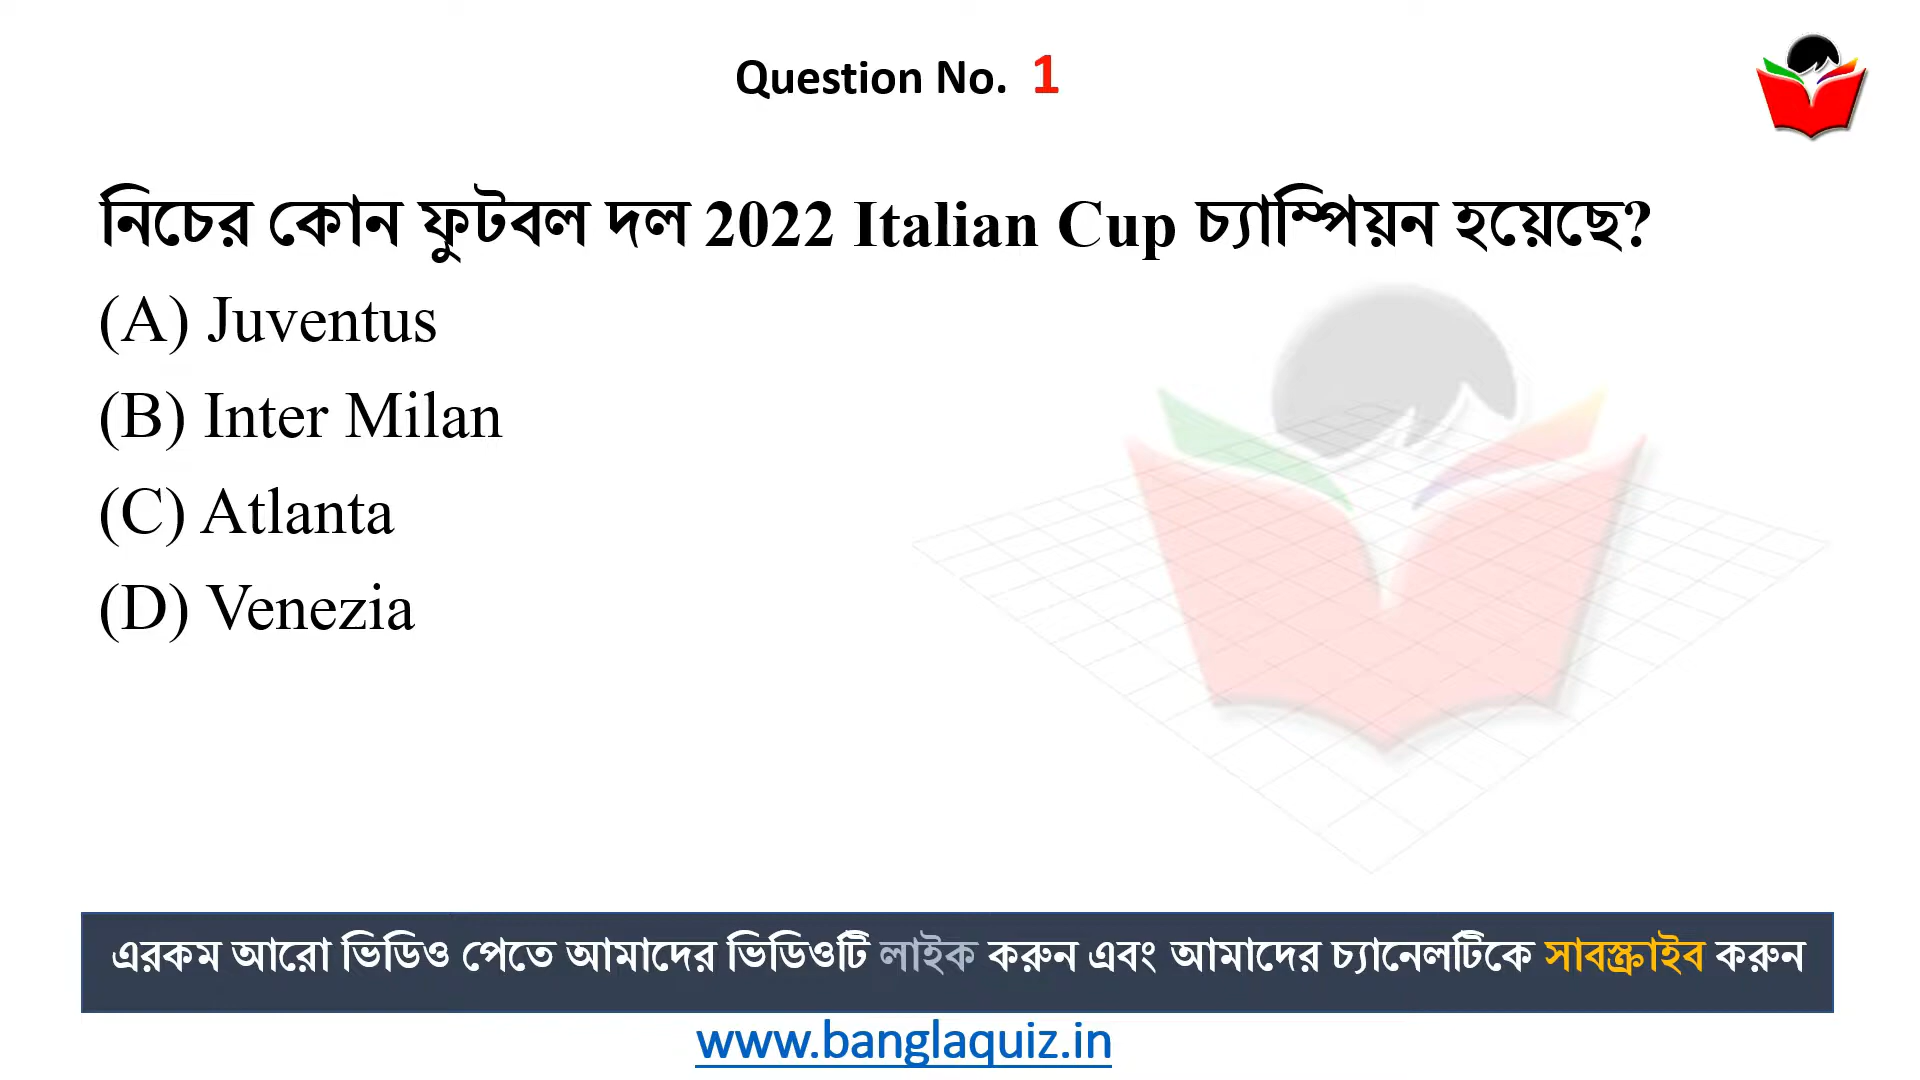 Question No. 1
নিচের কোন ফুটবল দল 2022 Italian Cup চ্যাম্পিয়ন হয়েছে?
(A) Juventus
(B) Inter Milan
(C) Atlanta
(D) Venezia
এরকম আরো ভিডিও পেতে আমাদের ভিডিওটি লাইক করুন এবং আমাদের চ্যানেলটিকে সাবস্ক্রাইব করুন
www.banglaquiz.in